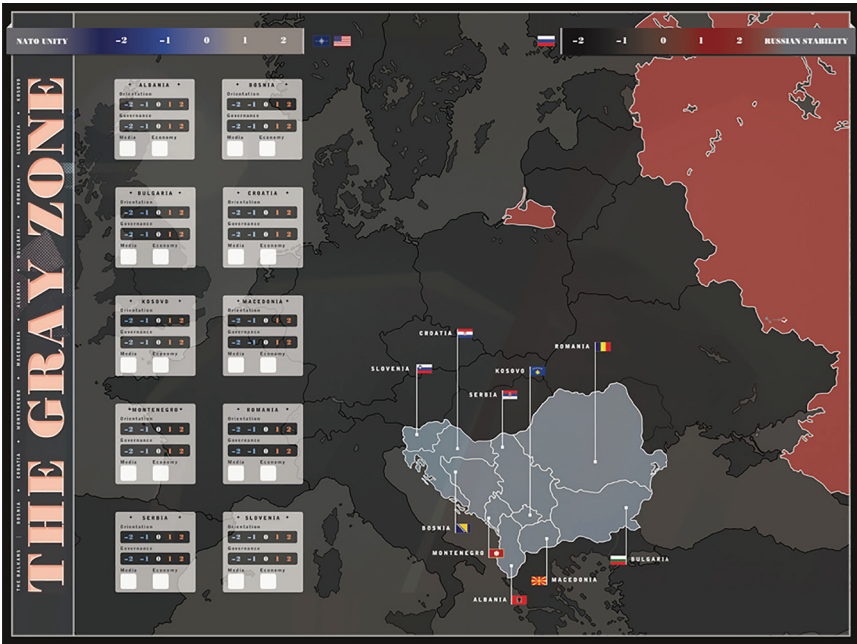 NATO UNITY -2 -1 0 1 2
-2 -1 0 1 2 RUSSIAN STABILITY
THE GRAY ZONE
THE BALKANS | BOSNIA CROATIA MONTENEGRO MACEDONIA ALBANIA BULGARIA ROMANIA SLOVENIA KOSOVO
ALBANIA
Orientation
-2 -1 0 1 2
Governance
-2 -1 0 1 2
Media Economy
BOSNIA
Orientation
-2 -1 0 1 2
Governance
-2 -1 0 1 2
Media Economy
BULGARIA
Orientation
-2 -1 0 1 2
Governance
-2 -1 0 1 2
Media Economy
CROATIA
Orientation
-2 -1 0 1 2
Governance
-2 -1 0 1 2
Media Economy
KOSOVO
Orientation
-2 -1 0 1 2
Governance
-2 -1 0 1 2
Media Economy
MACEDONIA
Orientation
-2 -1 0 1 2
Governance
-2 -1 0 1 2
Media Economy
MONTENEGRO
Orientation
-2 -1 0 1 2
Governance
-2 -1 0 1 2
Media Economy
ROMANIA
Orientation
-2 -1 0 1 2
Governance
-2 -1 0 1 2
Media Economy
SERBIA
Orientation
-2 -1 0 1 2
Governance
-2 -1 0 1 2
Media Economy
SLOVENIA
Orientation
-2 -1 0 1 2
Governance
-2 -1 0 1 2
Media Economy
CROATIA
ROMANIA
SLOVENIA
KOSOVO
SERBIA
BOSNIA
MONTENEGRO
BULGARIA
MACEDONIA
ALBANIA